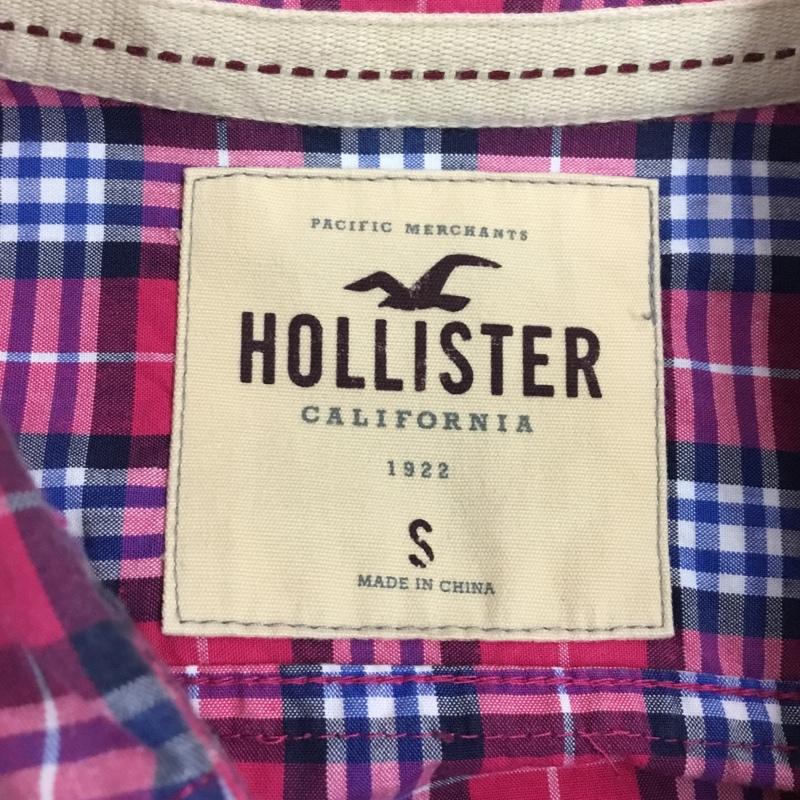 PACIFIC MERCHANTS
HOLLISTER
CALIFORNIA
1922
S
MADE IN CHINA